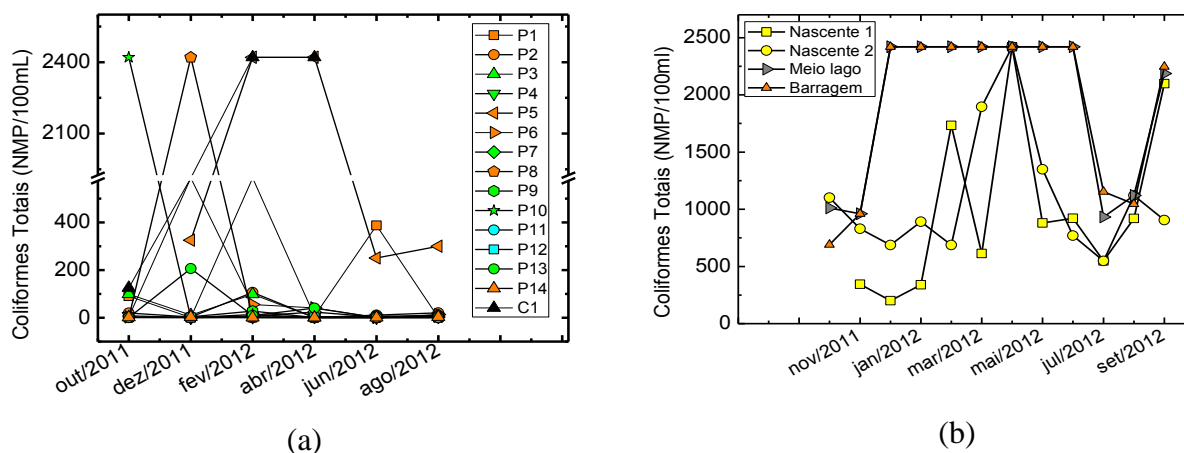 Coliformes Totais (NMP/100mL)
2400
2100
400
200
0
out/2011
dez/2011
fev/2012
abr/2012
jun/2012
ago/2012
P1
P2
P3
P4
P5
P6
P7
P8
P9
P10
P11
P12
P13
P14
C1
(a)
Coliformes Totais (NMP/100ml)
2500
2000
1500
1000
500
0
nov/2011
jan/2012
mar/2012
mai/2012
jul/2012
set/2012
Nascente 1
Nascente 2
Meio lago
Barragem
(b)